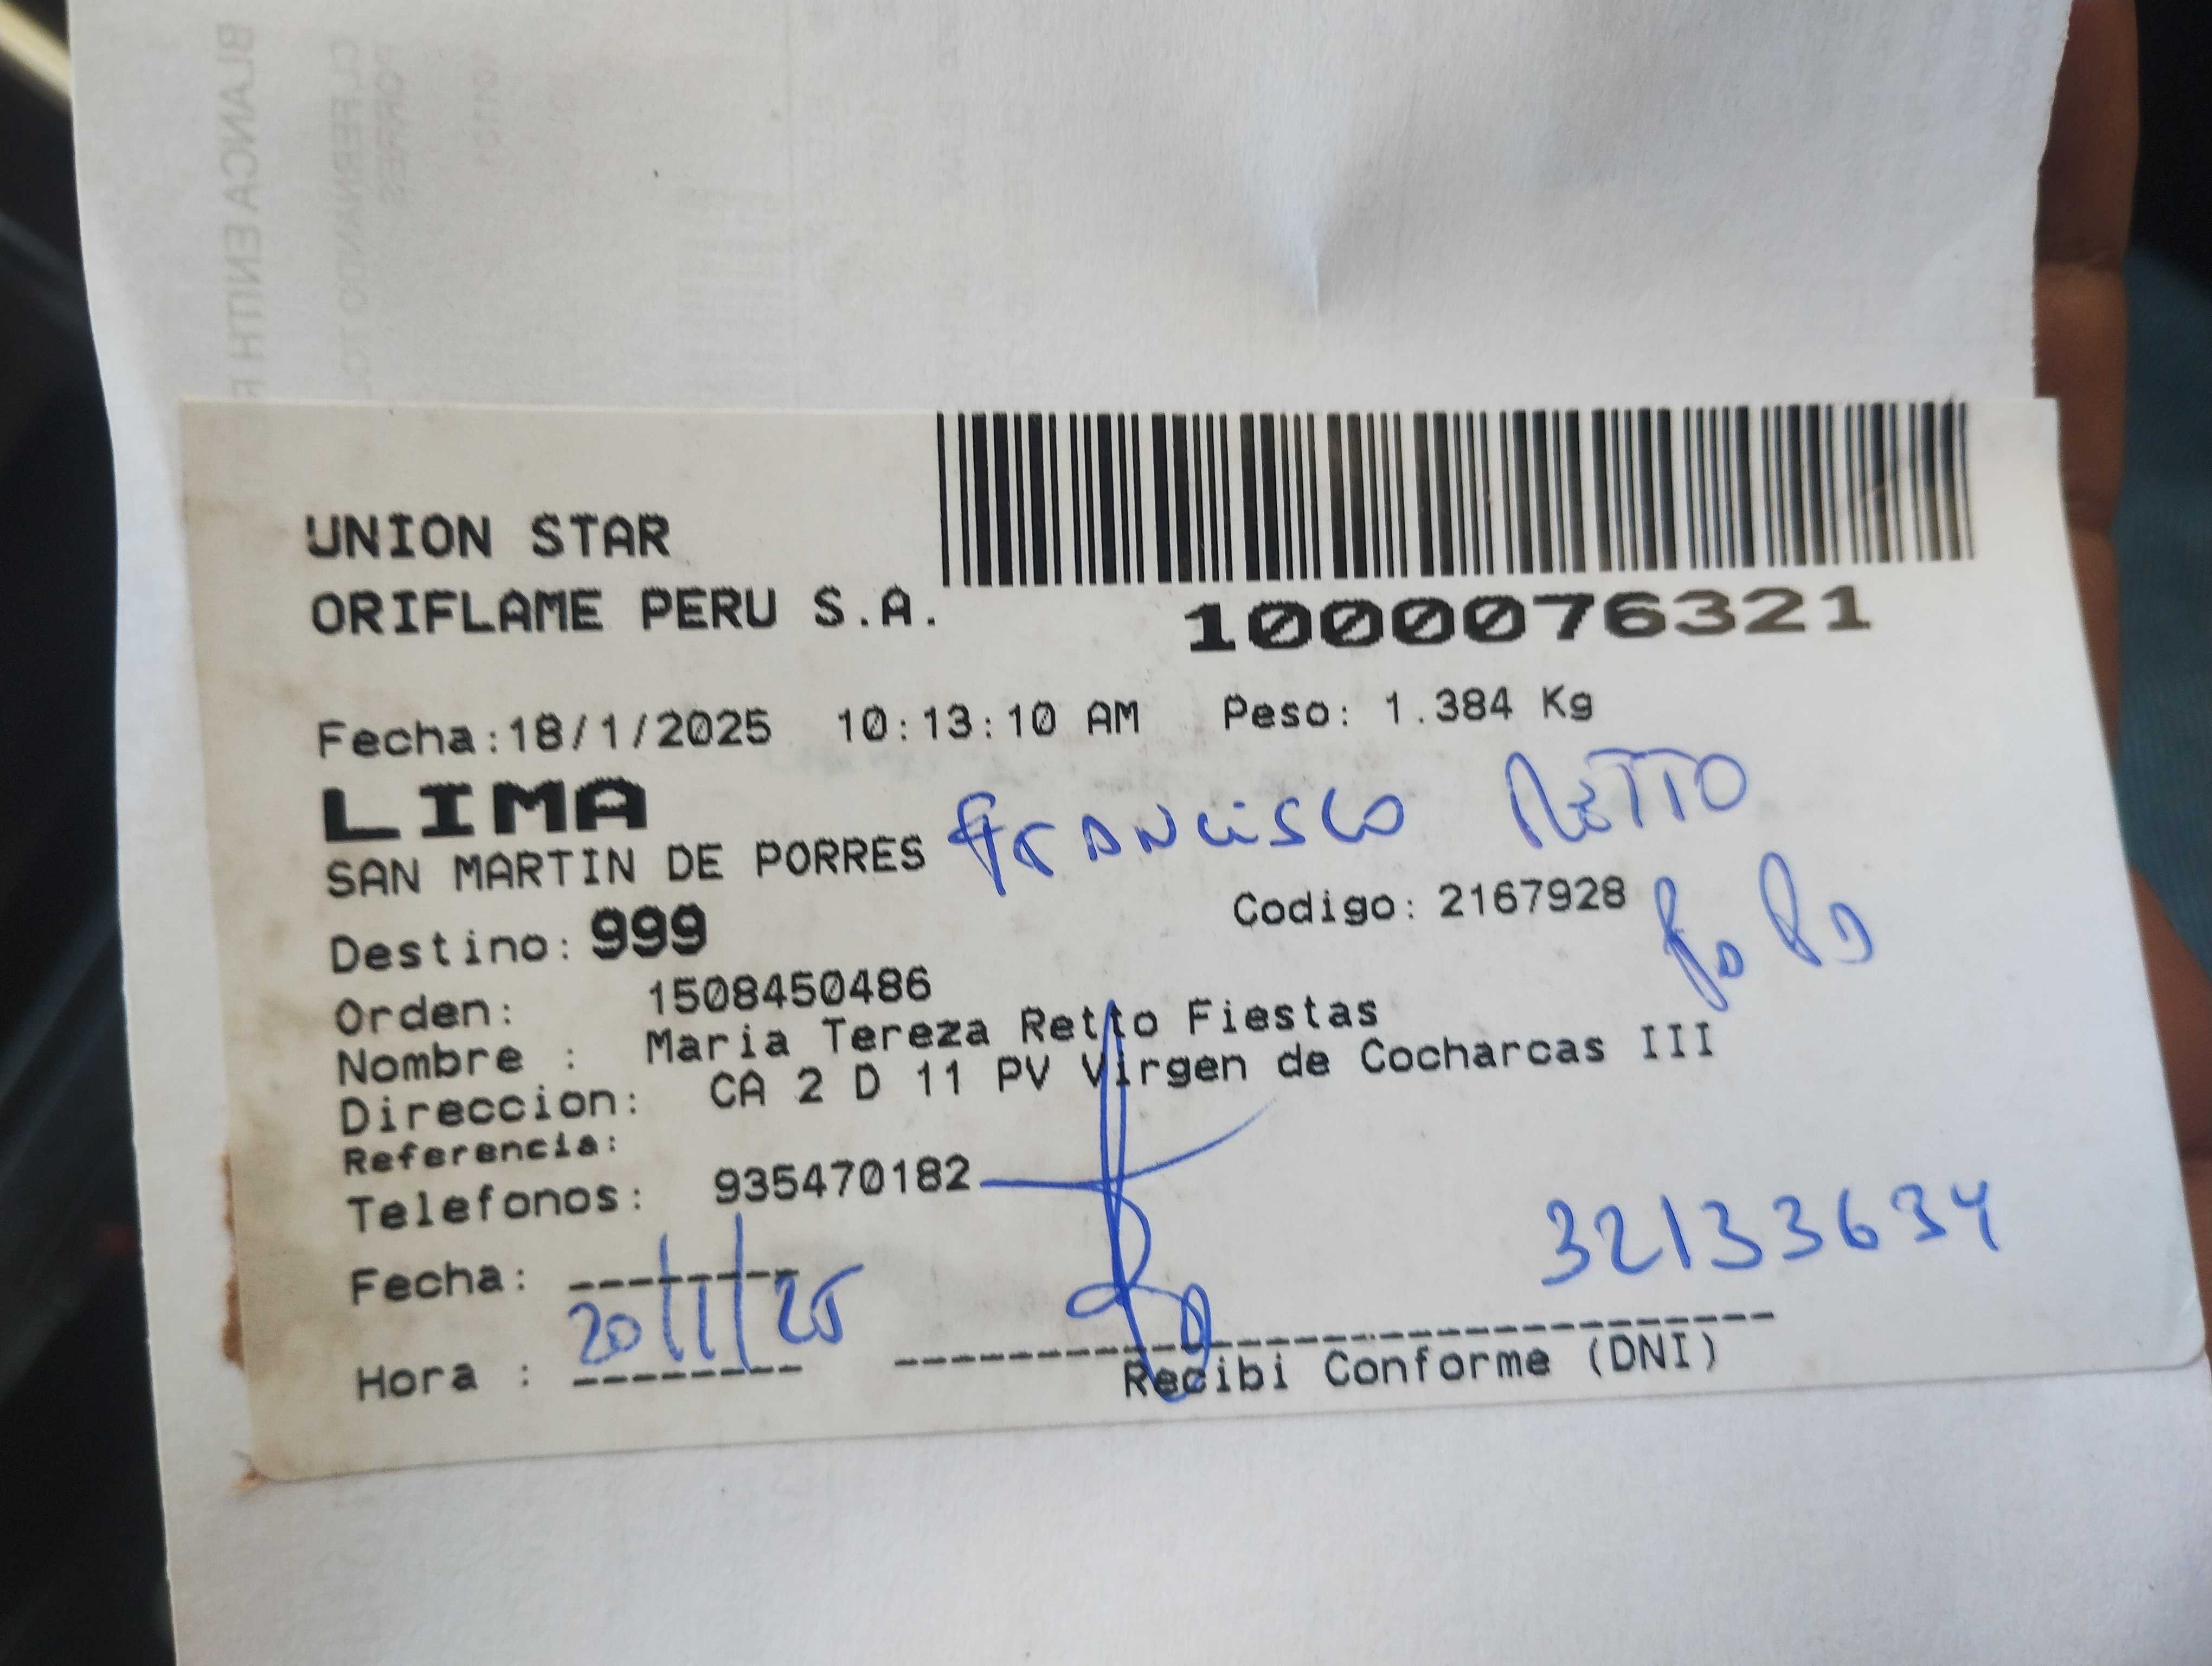 UNION STAR
ORIFLAME PERU S.A.
1000076321
Fecha:18/1/2025 10:13:10 AM Peso: 1.384 Kg
LIMA
FRANCISCO RETTO
SAN MARTIN DE PORRES
Codigo: 2167928
Destino: 999
Orden: 1508450486
Nombre : Maria Tereza Retto Fiestas
Direccion: CA 2 D 11 PV Virgen de Cocharcas III
Referencia:
Telefonos: 935470182
32133634
Fecha: --------
20/1/25
Hora : --------
Recibi Conforme (DNI)